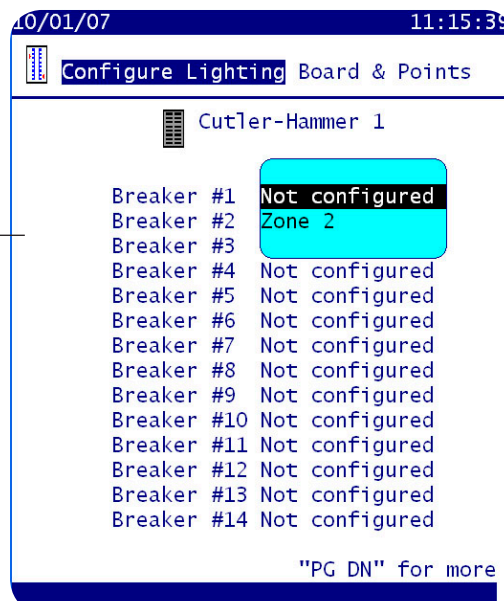 10/01/07 11:15:39
Configure Lighting Board & Points
Cutler-Hammer 1
Breaker #1 Not configured
Breaker #2 Zone 2
Breaker #3
Breaker #4 Not configured
Breaker #5 Not configured
Breaker #6 Not configured
Breaker #7 Not configured
Breaker #8 Not configured
Breaker #9 Not configured
Breaker #10 Not configured
Breaker #11 Not configured
Breaker #12 Not configured
Breaker #13 Not configured
Breaker #14 Not configured
"PG DN" for more